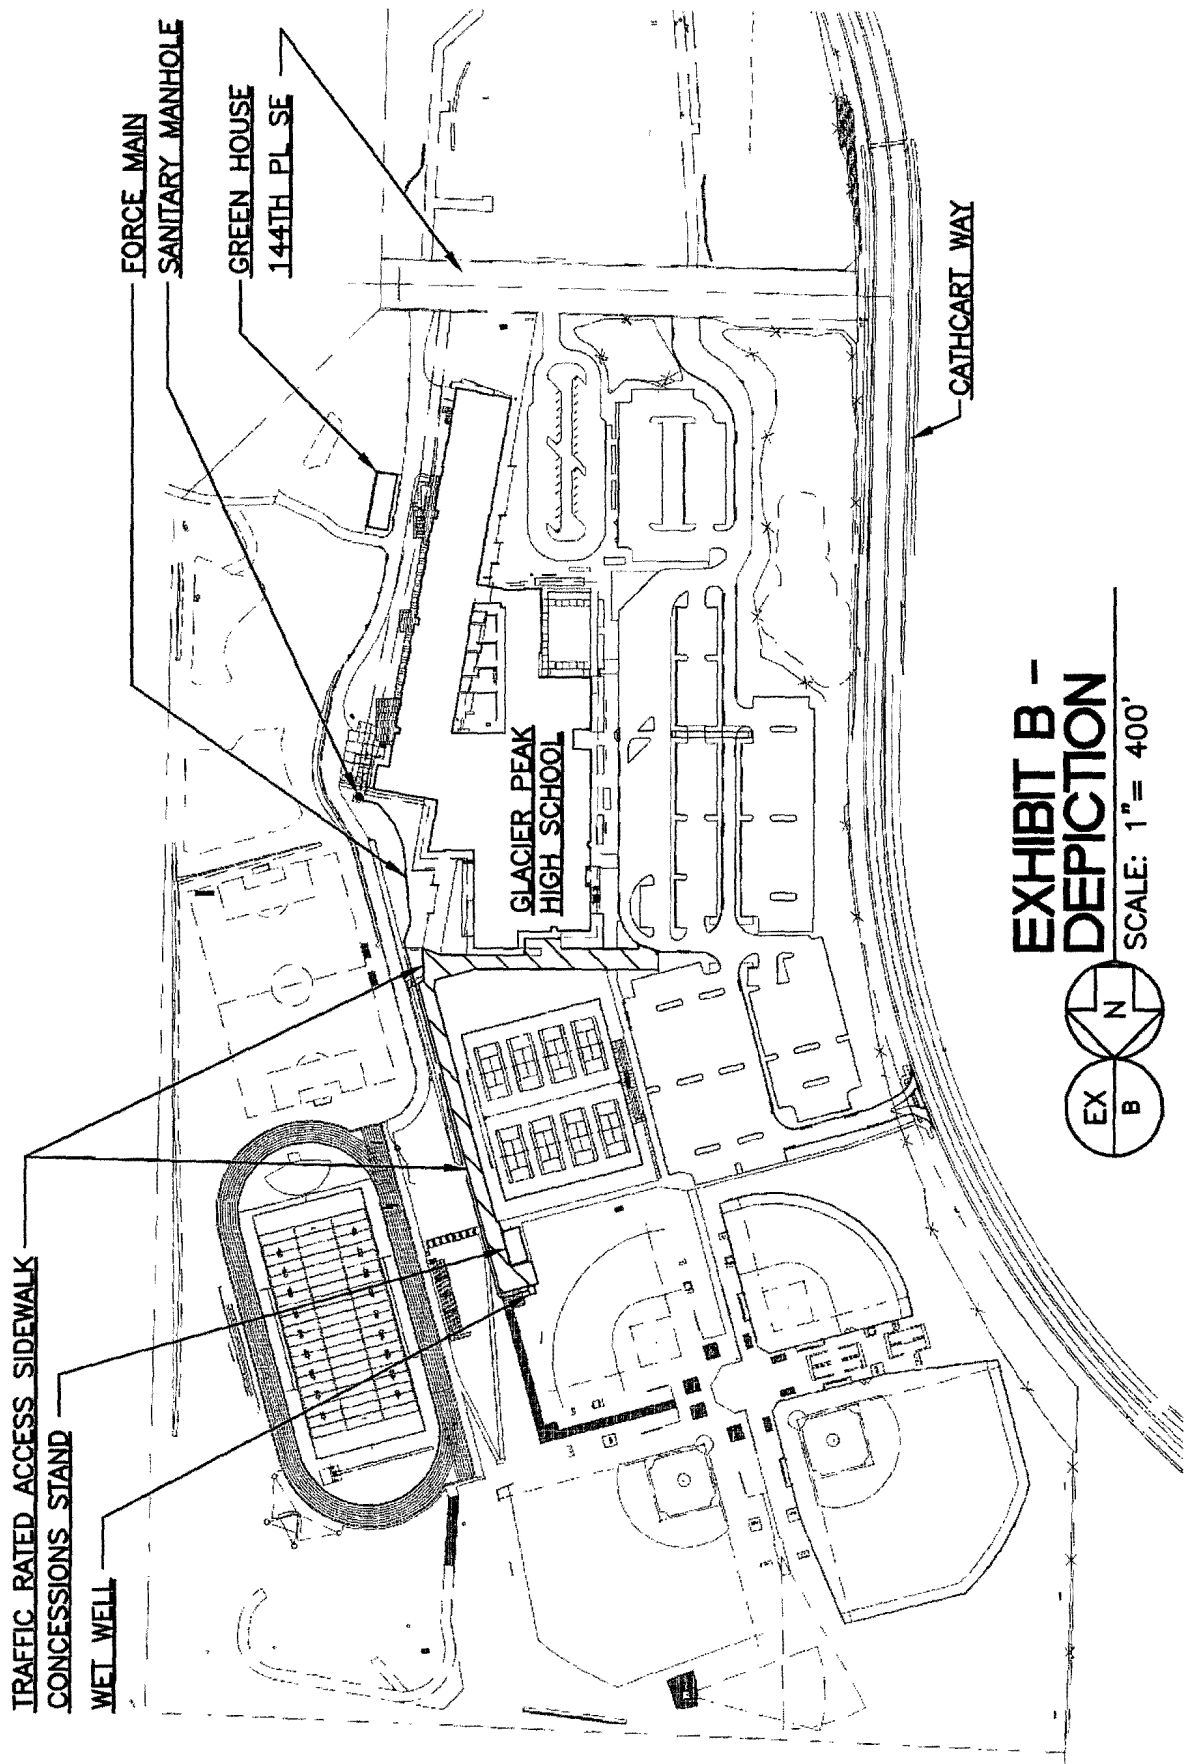 TRAFFIC RATED ACCESS SIDEWALK
CONCESSIONS STAND
WET WELL
FORCE MAIN
SANITARY MANHOLE
GREEN HOUSE
144TH PL SE
GLACIER PEAK
HIGH SCHOOL
CATHCART WAY
EXHIBIT B -
DEPICTION
SCALE: 1" = 400'
EX
B
N